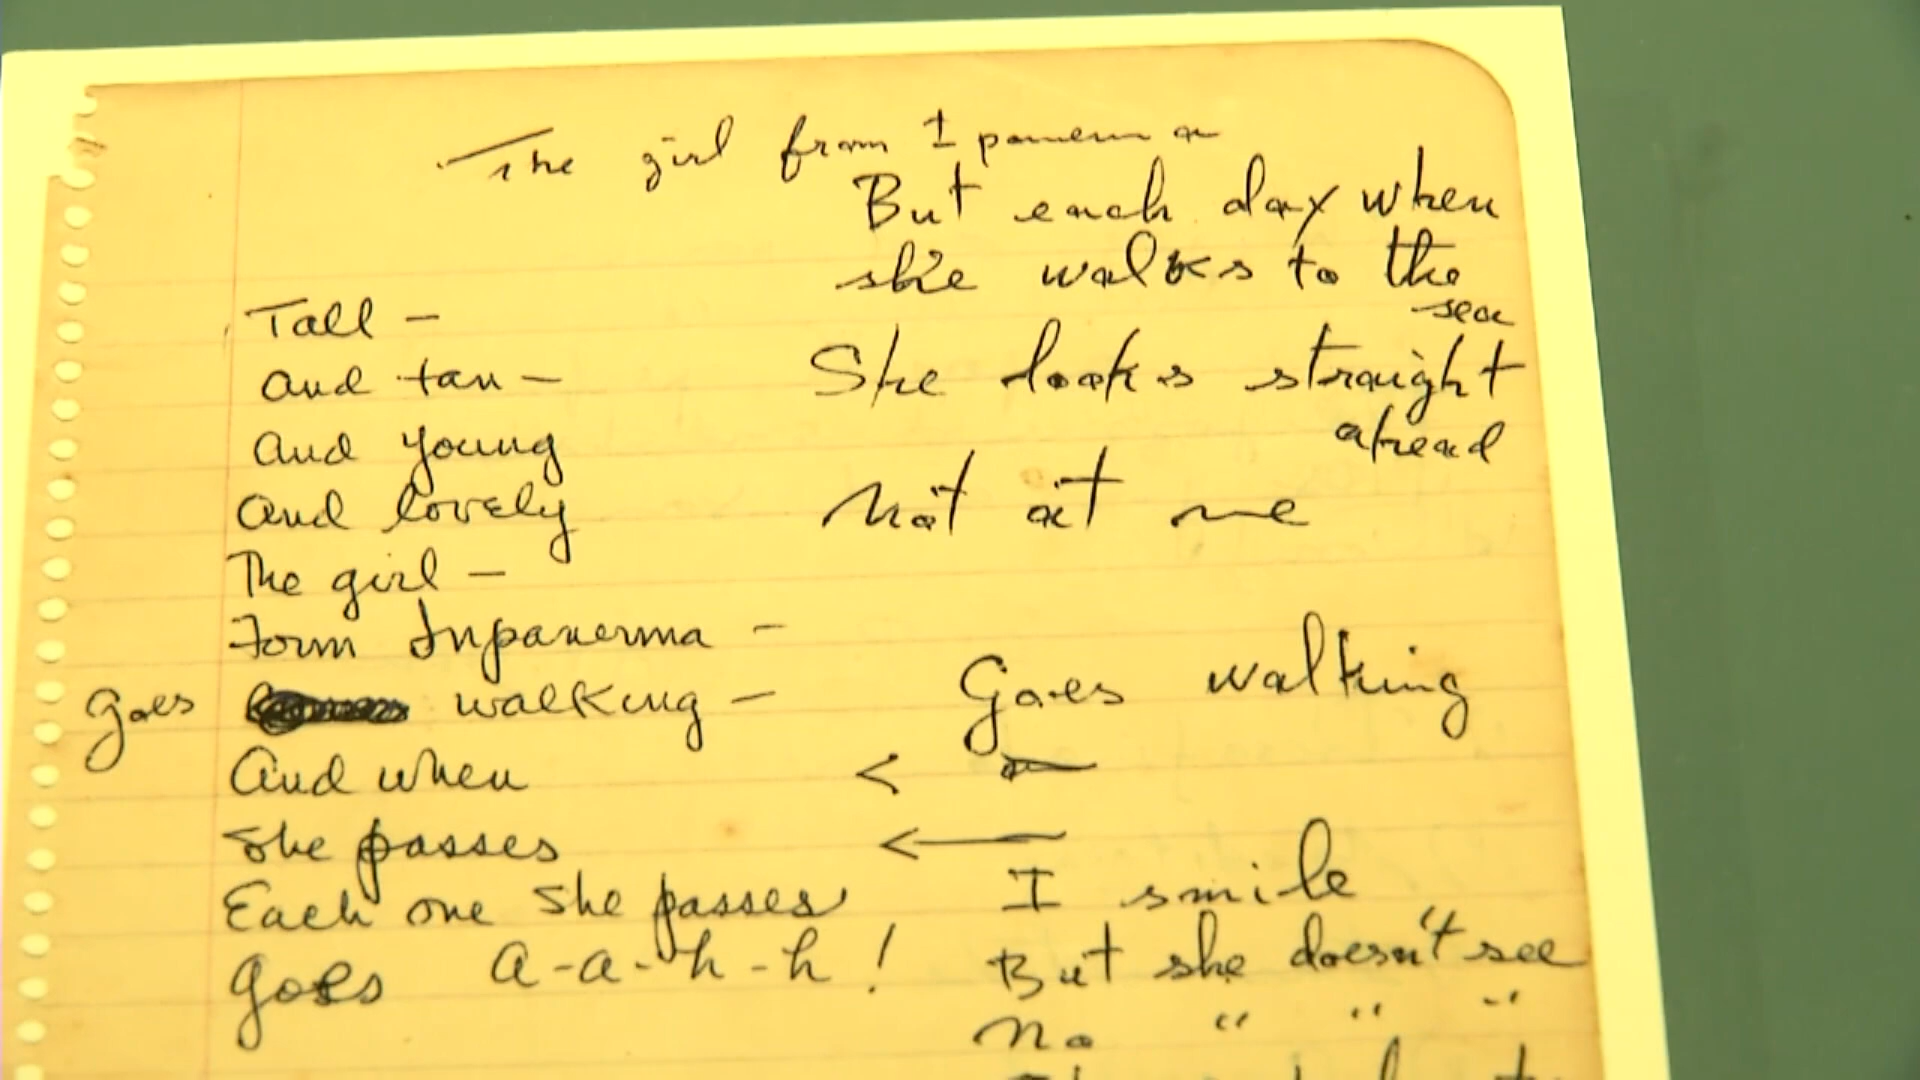 The girl from Ipanema
Tall -
and tan -
and young
and lovely
The girl -
Form Inpanerma -
goes walking -
And when
she passes
Each one she passes
goes a-a-h-h!
But each day when
she walks to the
sea
She looks straight
ahead
Not at me
Goes walking
I smile
But she doesn't see
No " " "